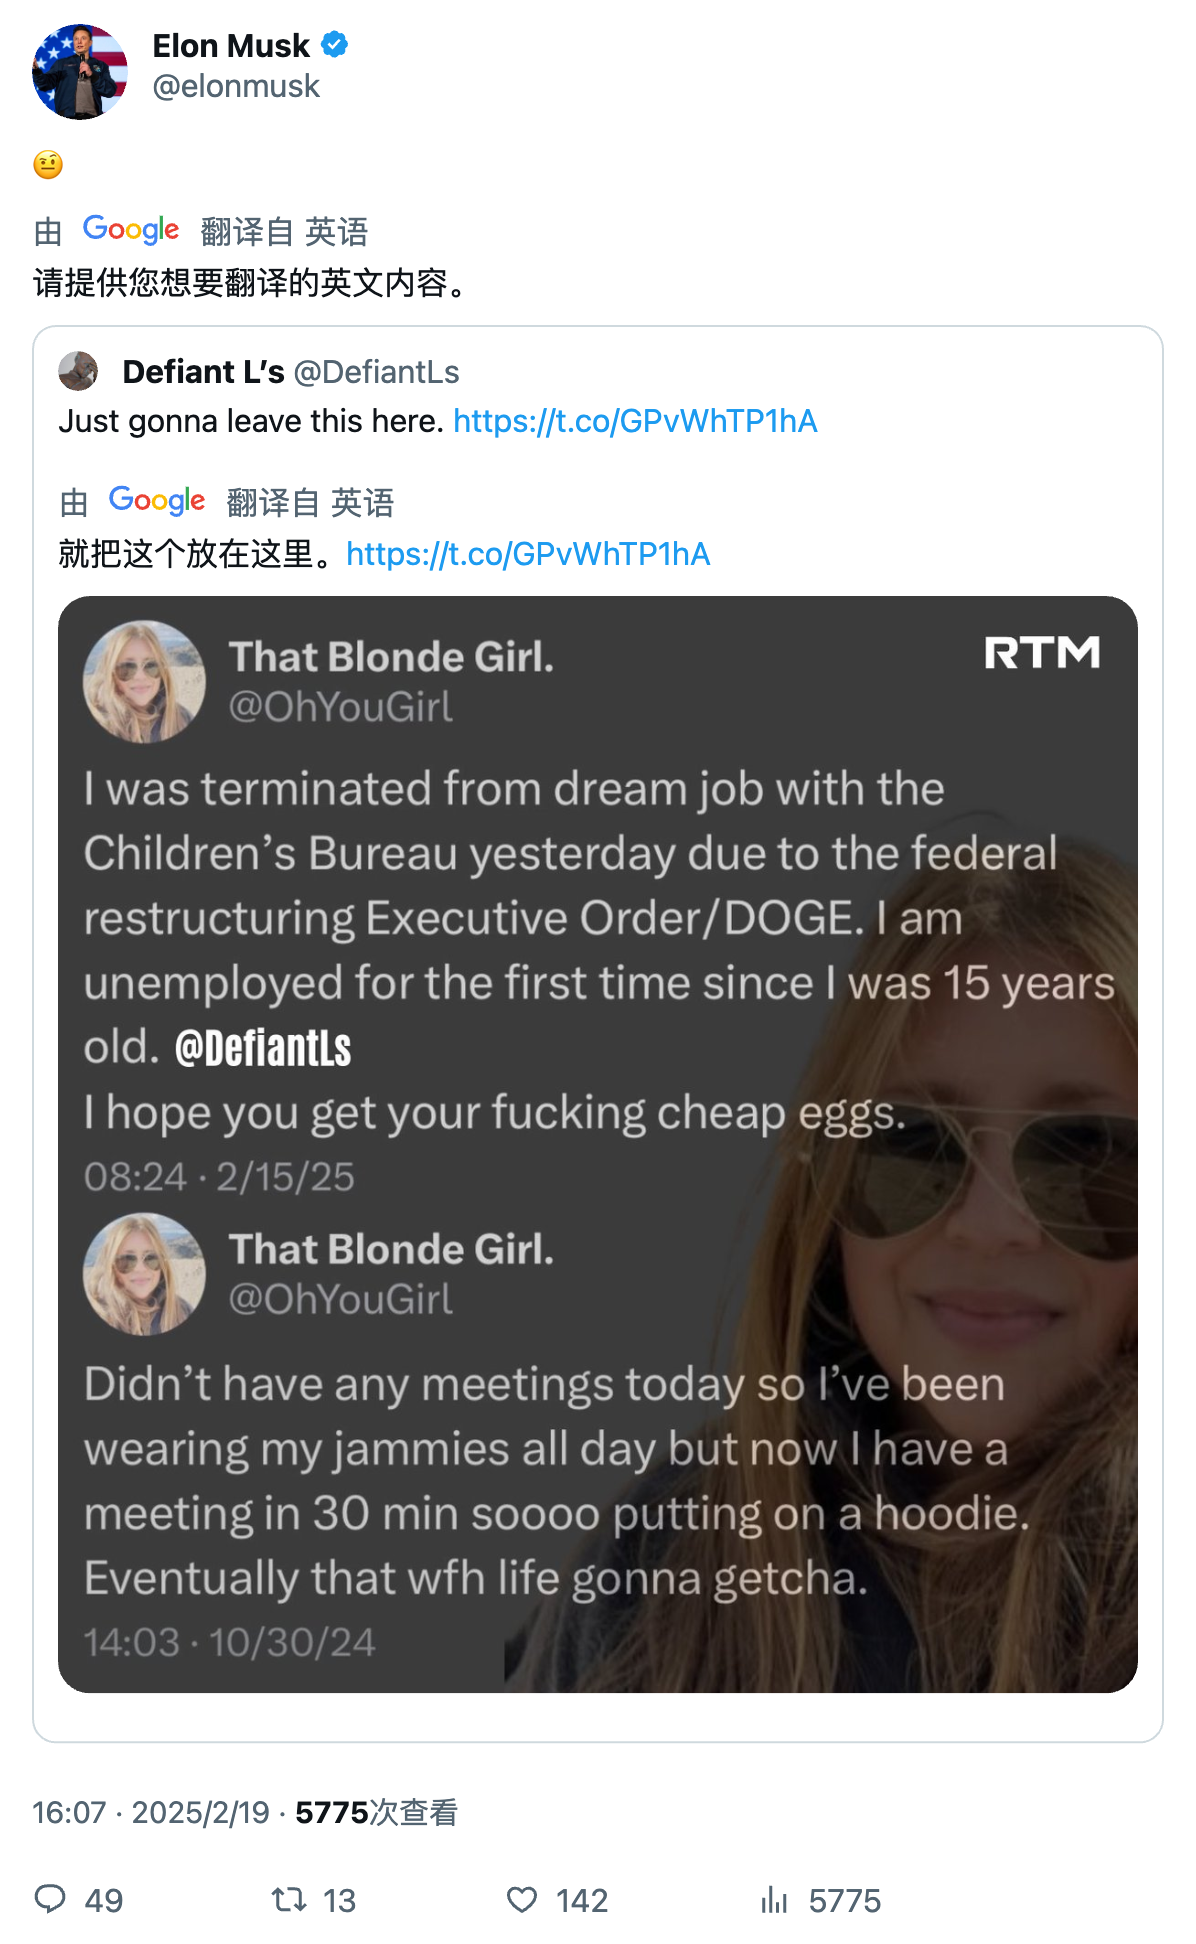 Elon Musk
@elonmusk
🤨
由 Google 翻译自 英语
请提供您想要翻译的英文内容。
Defiant L’s @DefiantLs
Just gonna leave this here. https://t.co/GPvWhTP1hA
由 Google 翻译自 英语
就把这个放在这里。https://t.co/GPvWhTP1hA
That Blonde Girl.
RTM
@OhYouGirl
I was terminated from dream job with the
Children’s Bureau yesterday due to the federal
restructuring Executive Order/DOGE. I am
unemployed for the first time since I was 15 years
old. @DefiantLs
I hope you get your fucking cheap eggs.
08:24 · 2/15/25
That Blonde Girl.
@OhYouGirl
Didn’t have any meetings today so I’ve been
wearing my jammies all day but now I have a
meeting in 30 min soooo putting on a hoodie.
Eventually that wfh life gonna getcha.
14:03 · 10/30/24
16:07 · 2025/2/19 · 5775次查看
49 13 142 5775